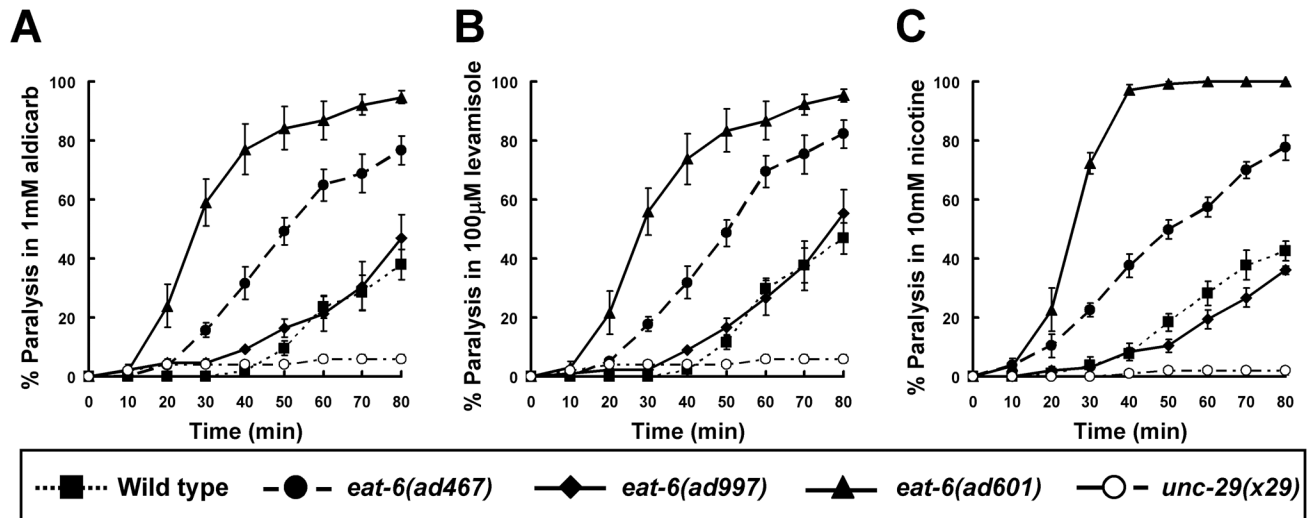 A
B
C
% Paralysis in 1mM aldicarb
100
80
60
40
20
0
0 10 20 30 40 50 60 70 80
Time (min)
% Paralysis in 100μM levamisole
100
80
60
40
20
0
0 10 20 30 40 50 60 70 80
Time (min)
% Paralysis in 10mM nicotine
100
80
60
40
20
0
0 10 20 30 40 50 60 70 80
Time (min)
Wild type eat-6(ad467) eat-6(ad997) eat-6(ad601) unc-29(x29)